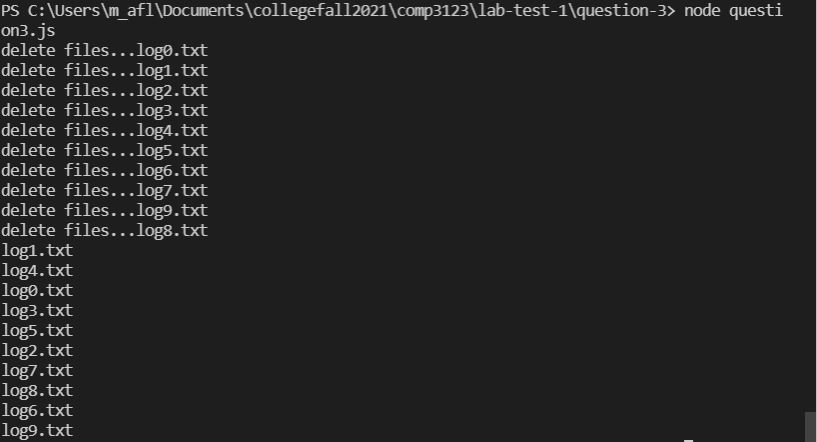 PS C:\Users\m_afl\Documents\collegefall2021\comp3123\lab-test-1\question-3> node questi
on3.js
delete files...log0.txt
delete files...log1.txt
delete files...log2.txt
delete files...log3.txt
delete files...log4.txt
delete files...log5.txt
delete files...log6.txt
delete files...log7.txt
delete files...log9.txt
delete files...log8.txt
log1.txt
log4.txt
log0.txt
log3.txt
log5.txt
log2.txt
log7.txt
log8.txt
log6.txt
log9.txt